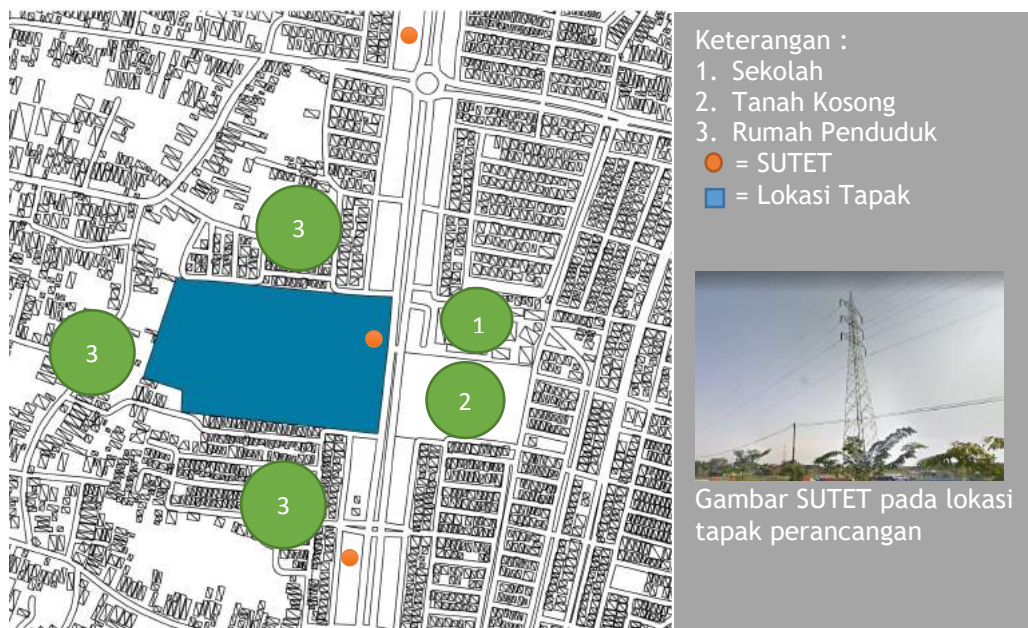 Keterangan :
1. Sekolah
2. Tanah Kosong
3. Rumah Penduduk
= SUTET
= Lokasi Tapak
3
1
3
2
3
Gambar SUTET pada lokasi
tapak perancangan